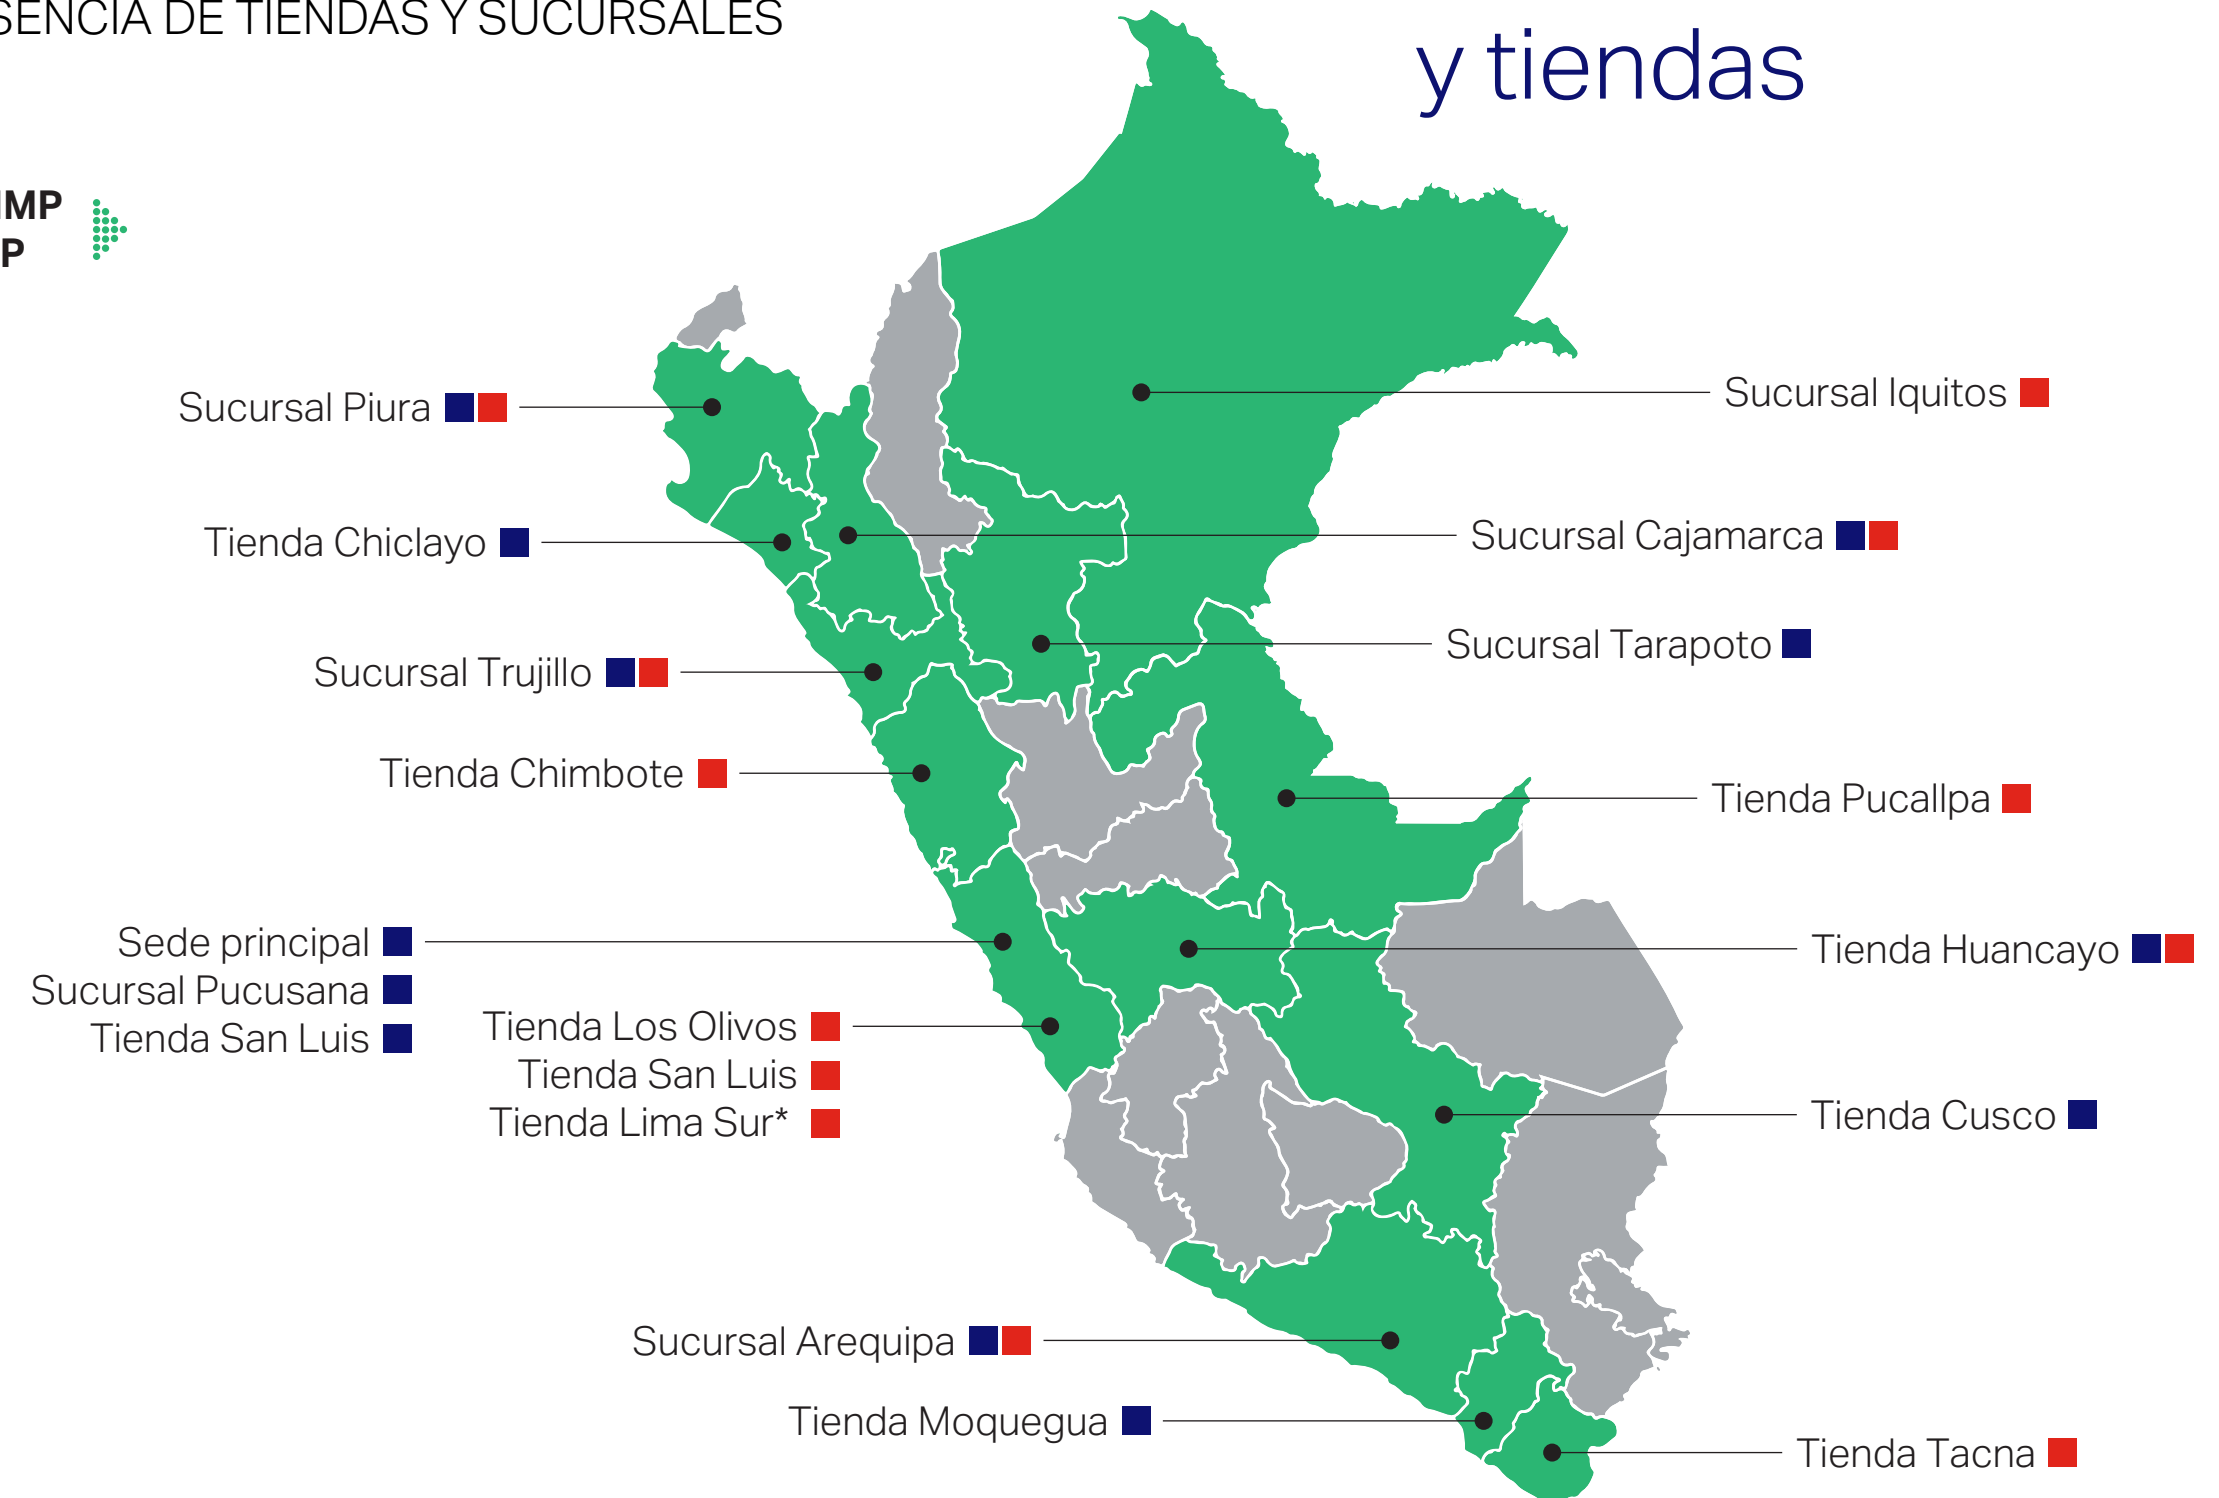 DE TIENDAS Y SUCURSALES
y tiendas
Sucursal Piura
Sucursal Iquitos
Tienda Chiclayo
Sucursal Cajamarca
Sucursal Tarapoto
Sucursal Trujillo
Tienda Chimbote
Tienda Pucallpa
Sede principal
Sucursal Pucusana
Tienda San Luis
Tienda Huancayo
Tienda Los Olivos
Tienda San Luis
Tienda Lima Sur*
Tienda Cusco
Sucursal Arequipa
Tienda Moquegua
Tienda Tacna